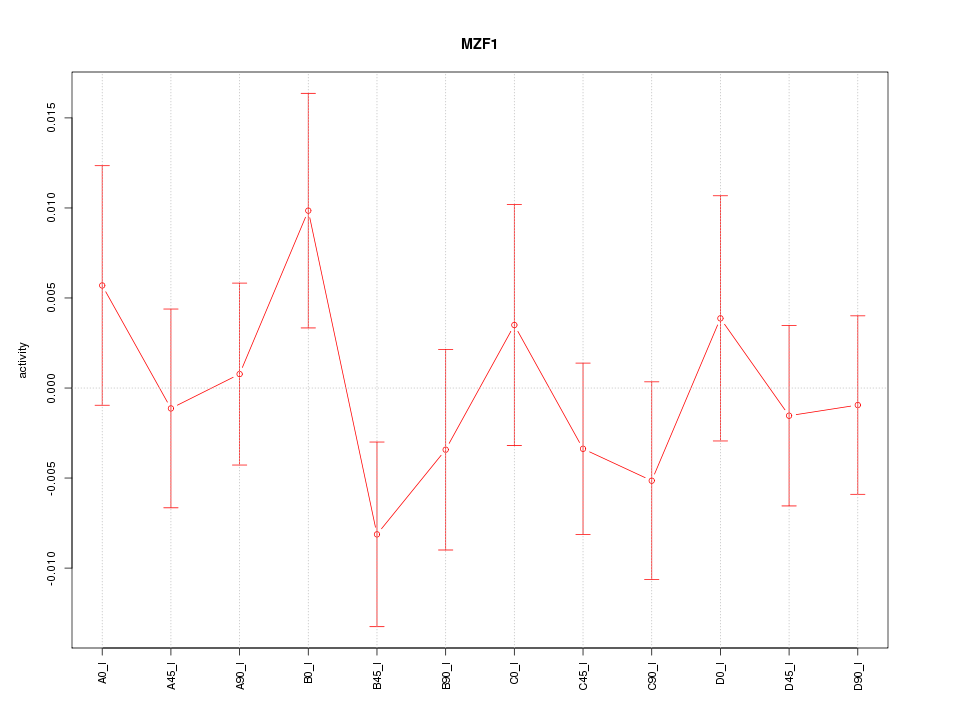 MZF1
activity
0.015
0.010
0.005
0.000
-0.005
-0.010
A0_I
A45_I
A90_I
B0_I
B45_I
B90_I
C0_I
C45_I
C90_I
D0_I
D45_I
D90_I